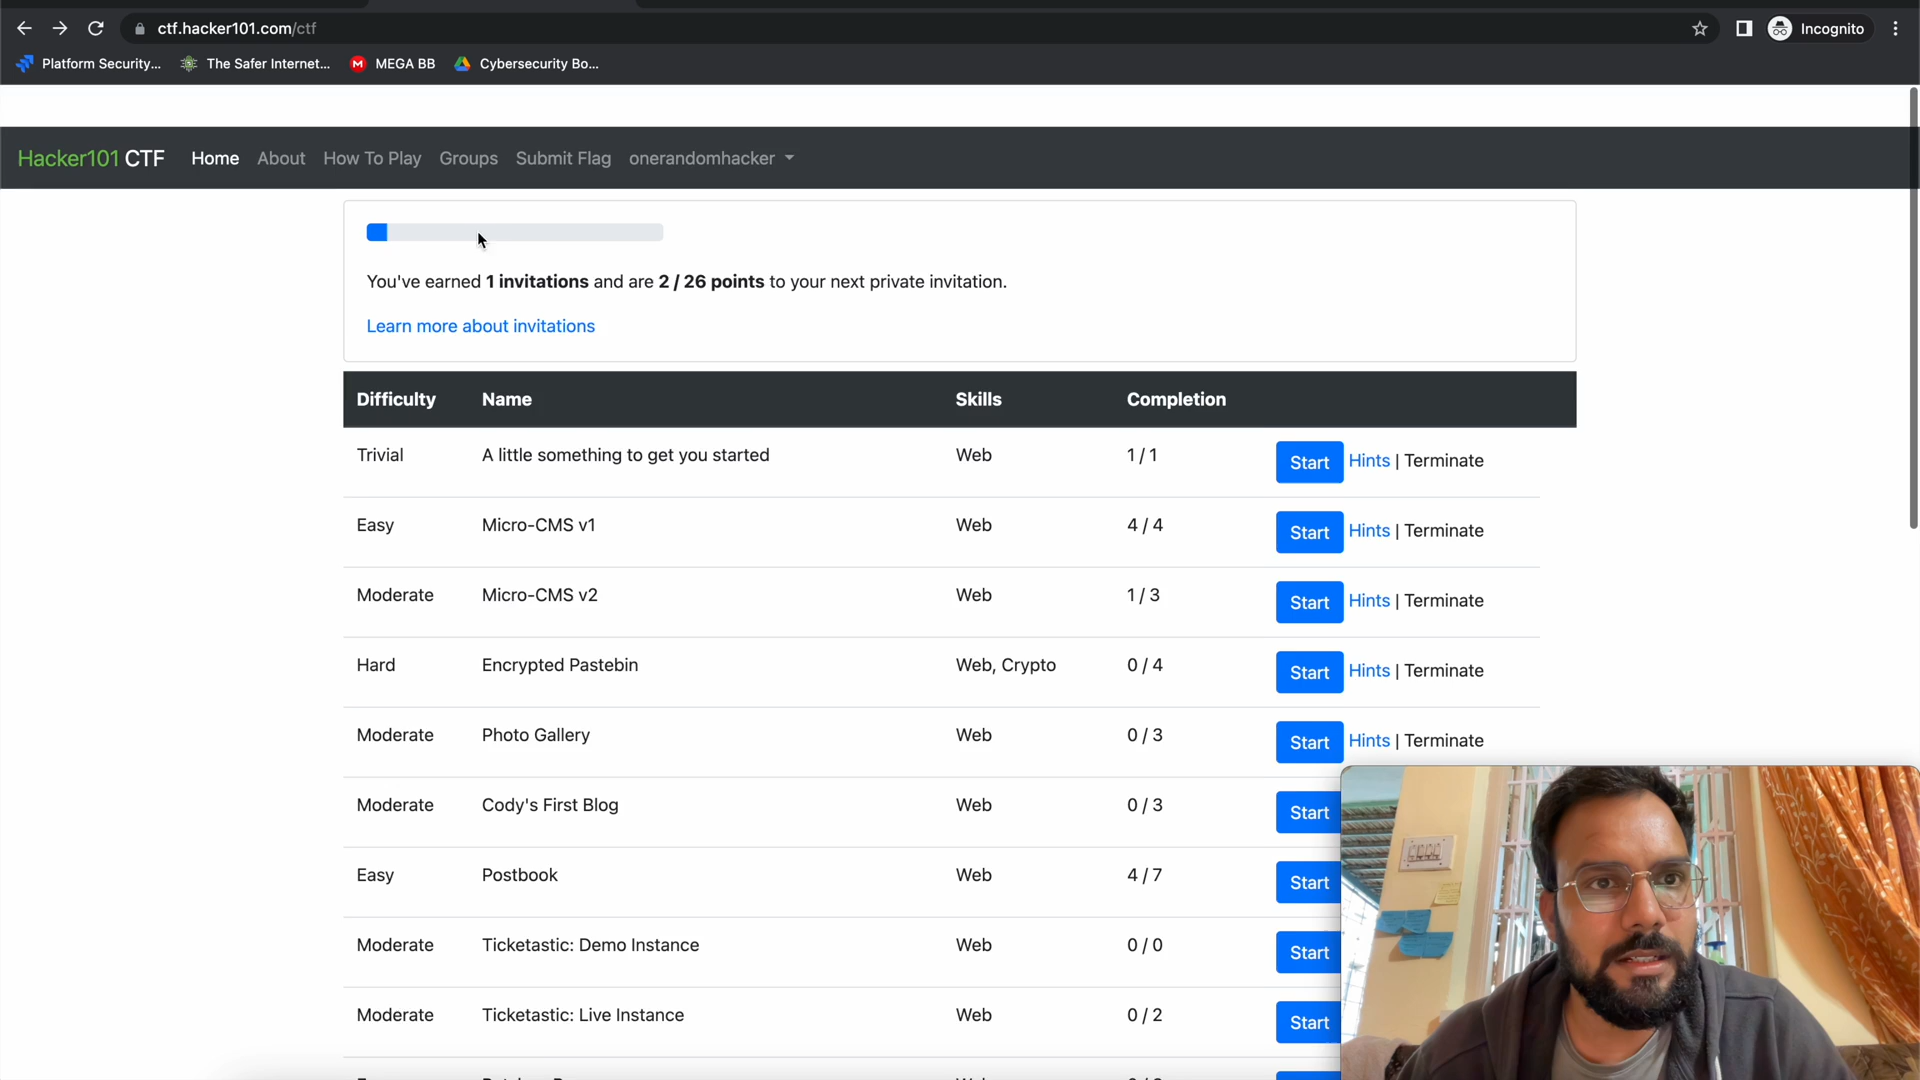 ctf.hacker101.com/ctf
Incognito
Platform Security...
The Safer Internet...
MEGA BB
Cybersecurity Bo...
Hacker101 CTF Home About How To Play Groups Submit Flag onerandomhacker
You've earned 1 invitations and are 2 / 26 points to your next private invitation.
Learn more about invitations
Difficulty Name Skills Completion
Trivial A little something to get you started Web 1 / 1 Start Hints | Terminate
Easy Micro-CMS v1 Web 4 / 4 Start Hints | Terminate
Moderate Micro-CMS v2 Web 1 / 3 Start Hints | Terminate
Hard Encrypted Pastebin Web, Crypto 0 / 4 Start Hints | Terminate
Moderate Photo Gallery Web 0 / 3 Start Hints | Terminate
Moderate Cody's First Blog Web 0 / 3 Start
Easy Postbook Web 4 / 7 Start
Moderate Ticketastic: Demo Instance Web 0 / 0 Start
Moderate Ticketastic: Live Instance Web 0 / 2 Start